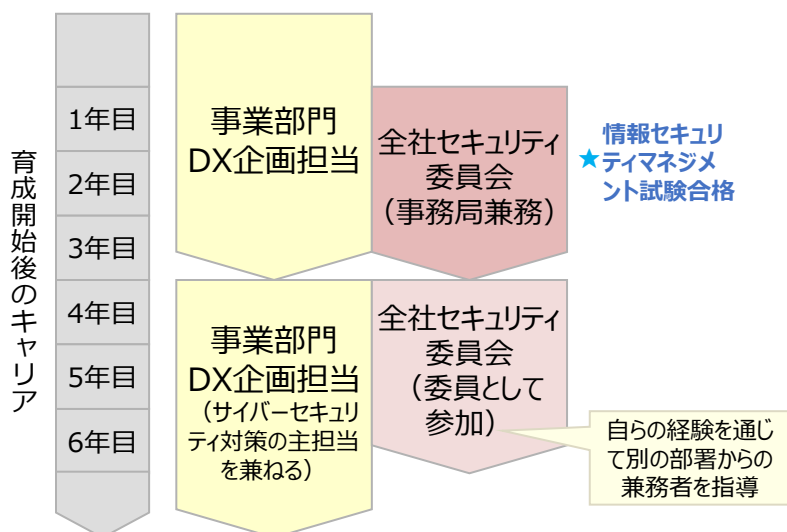 育成開始後のキャリア
1年目
2年目
3年目
4年目
5年目
6年目
事業部門
DX企画担当
全社セキュリティ
委員会
（事務局兼務）
★
情報セキュリ
ティマネジメ
ント試験合格
事業部門
DX企画担当
（サイバーセキュリ
ティ対策の主担当
を兼ねる）
全社セキュリティ
委員会
（委員として
参加）
自らの経験を通じ
て別の部署からの
兼務者を指導